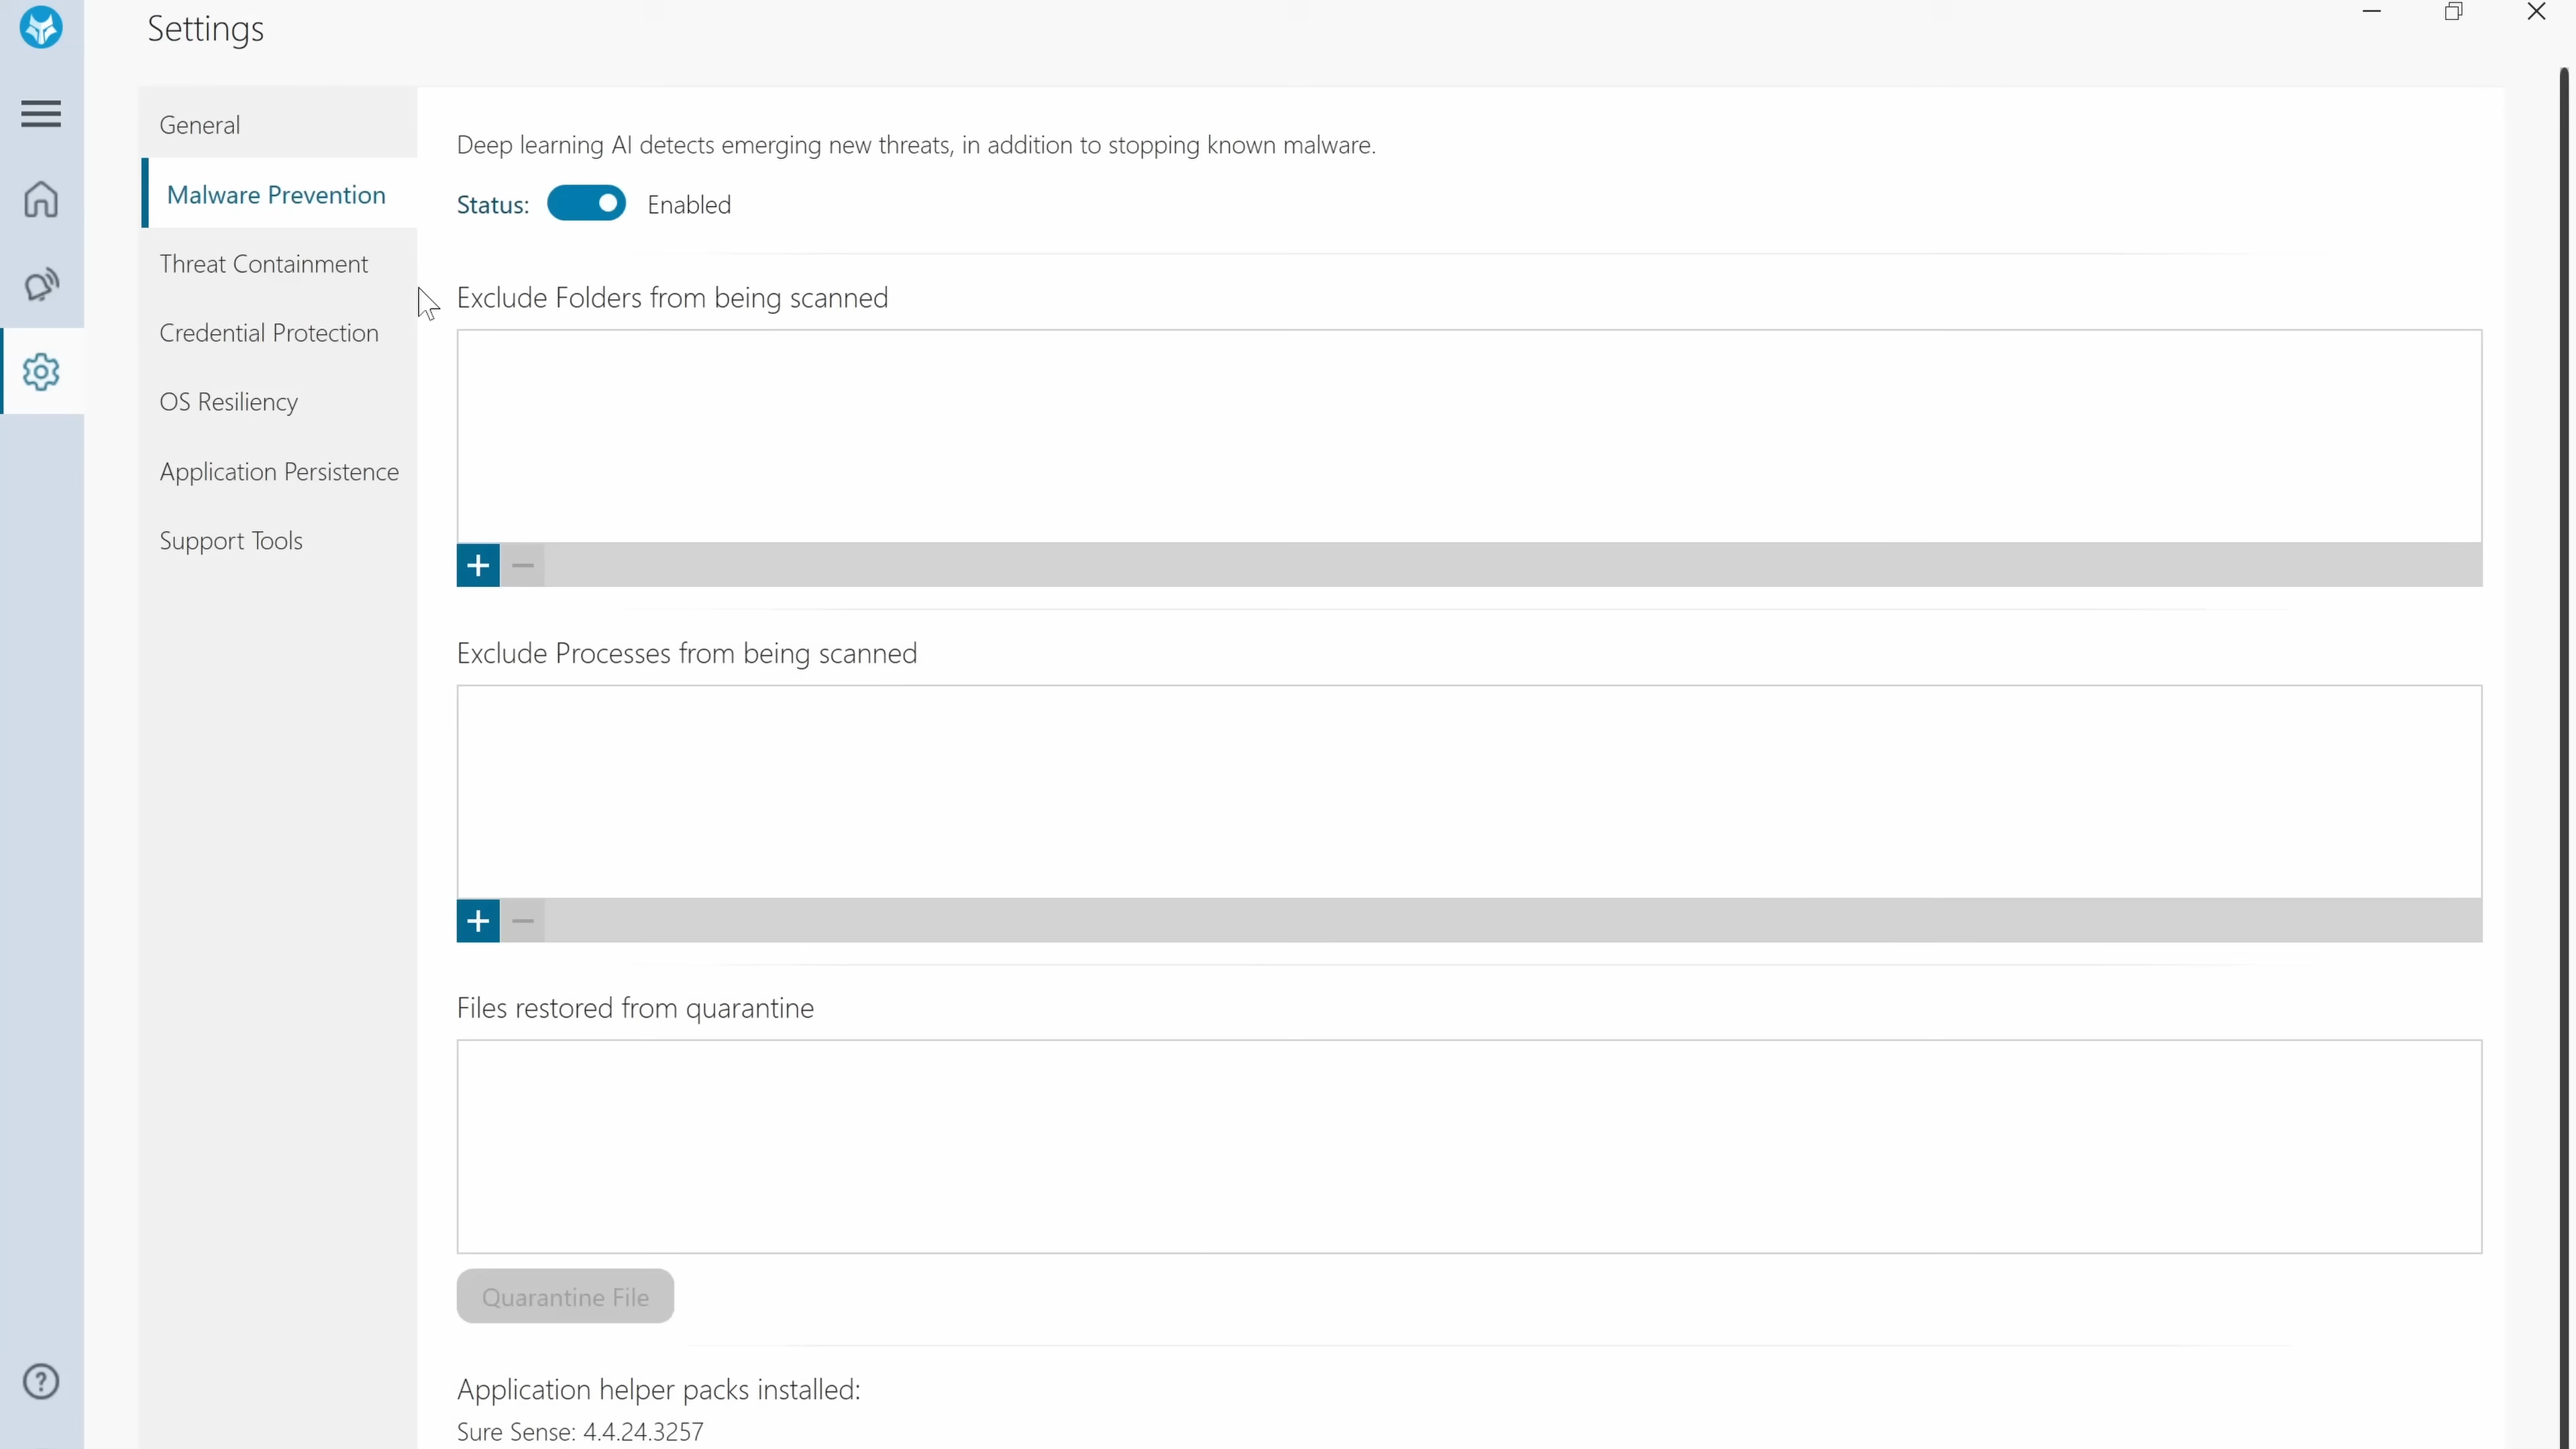 Settings
General
Malware Prevention
Threat Containment
Credential Protection
OS Resiliency
Application Persistence
Support Tools
Deep learning AI detects emerging new threats, in addition to stopping known malware.
Status: Enabled
Exclude Folders from being scanned
Exclude Processes from being scanned
Files restored from quarantine
Quarantine File
Application helper packs installed:
Sure Sense: 4.4.24.3257